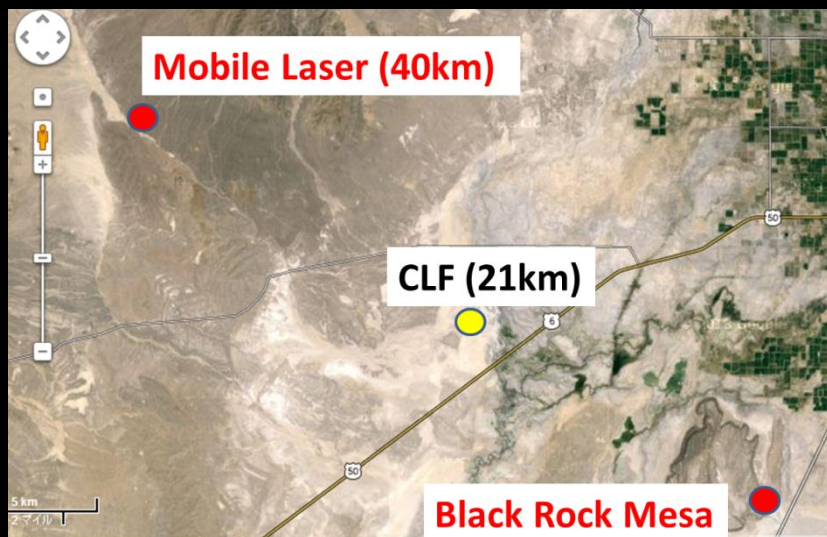 Mobile Laser (40km)
50
CLF (21km)
6
50
5 km
2 マイル
Black Rock Mesa